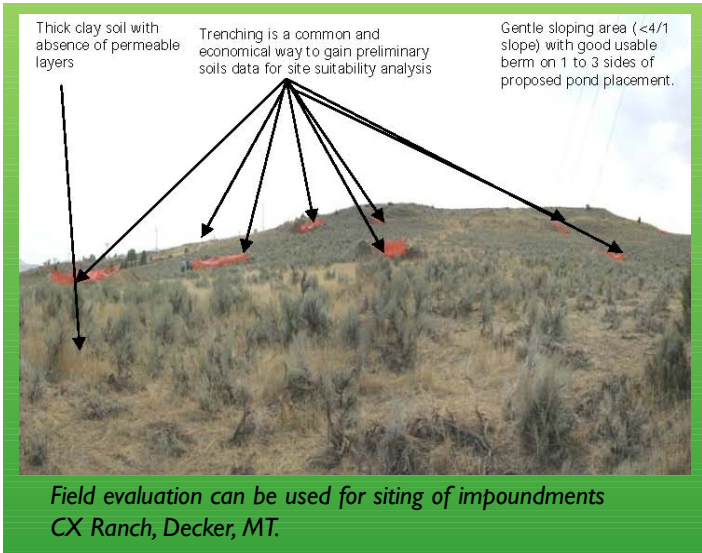 Thick clay soil with
absence of permeable
layers
Trenching is a common and
economical way to gain preliminary
soils data for site suitability analysis
Gentle sloping area (<4/1
slope) with good usable
berm on 1 to 3 sides of
proposed pond placement.
Field evaluation can be used for siting of impoundments
CX Ranch, Decker, MT.